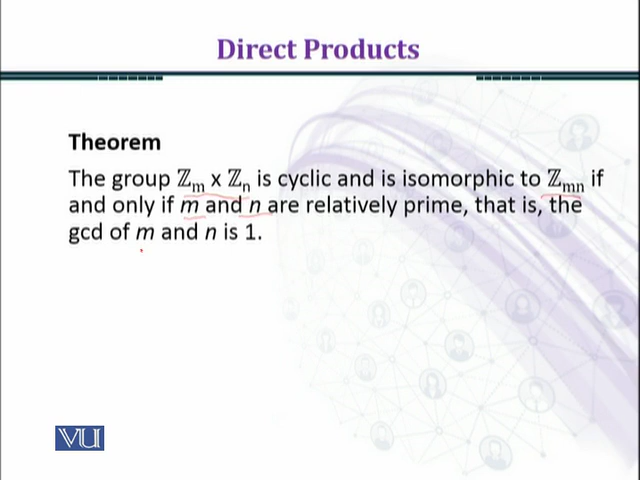 Direct Products
Theorem
The group ℤₘ x ℤₙ is cyclic and is isomorphic to ℤₘₙ if
and only if m and n are relatively prime, that is, the
gcd of m and n is 1.
VU